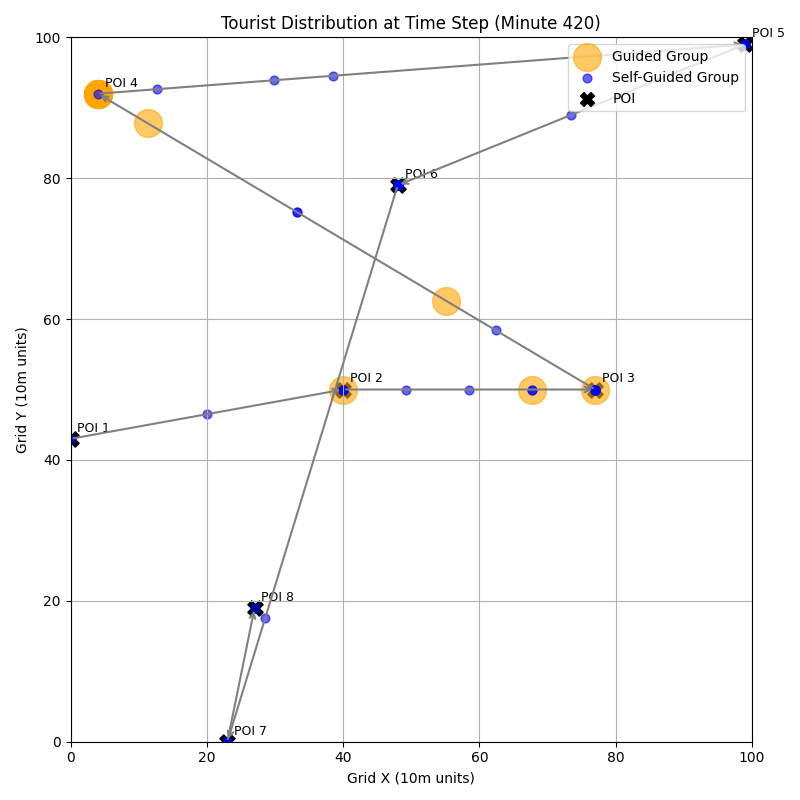 Tourist Distribution at Time Step (Minute 420)
POI 5
Guided Group
Self-Guided Group
POI
POI 4
POI 6
POI 2
POI 3
POI 1
POI 8
POI 7
100
80
60
40
20
0
0
20
40
60
80
100
Grid Y (10m units)
Grid X (10m units)